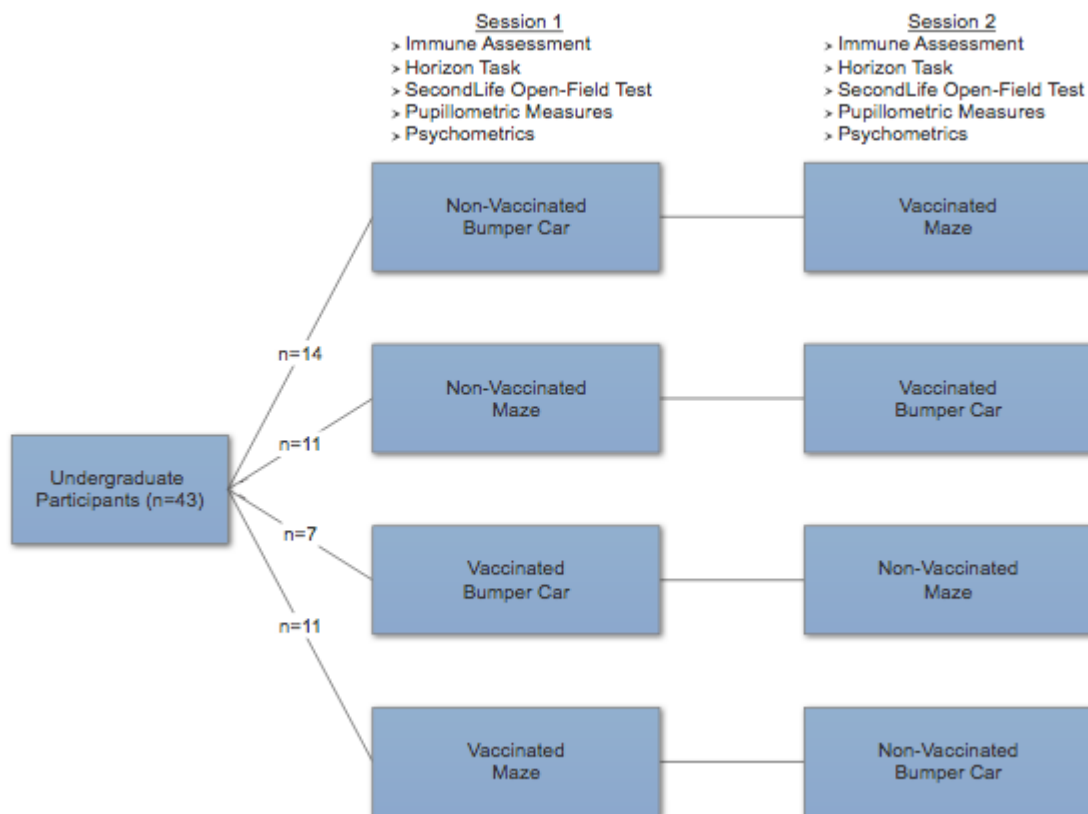 Session 1
> Immune Assessment
> Horizon Task
> SecondLife Open-Field Test
> Pupillometric Measures
> Psychometrics
Session 2
> Immune Assessment
> Horizon Task
> SecondLife Open-Field Test
> Pupillometric Measures
> Psychometrics
Undergraduate
Participants (n=43)
n=14
Non-Vaccinated
Bumper Car
Vaccinated
Maze
n=11
Non-Vaccinated
Maze
Vaccinated
Bumper Car
n=7
Vaccinated
Bumper Car
Non-Vaccinated
Maze
n=11
Vaccinated
Maze
Non-Vaccinated
Bumper Car